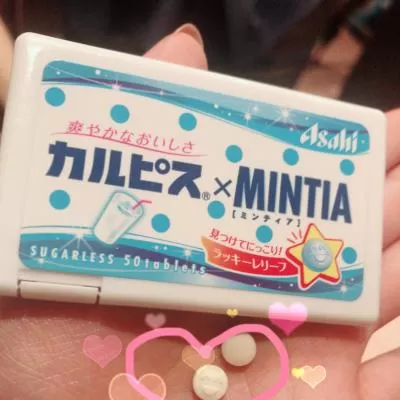 Asahi
爽やかなおいしさ
カルピス®×MINTIA
[ミンティア]
見つけてにっこり!
ラッキーレリーフ
SUGARLESS 50tablets